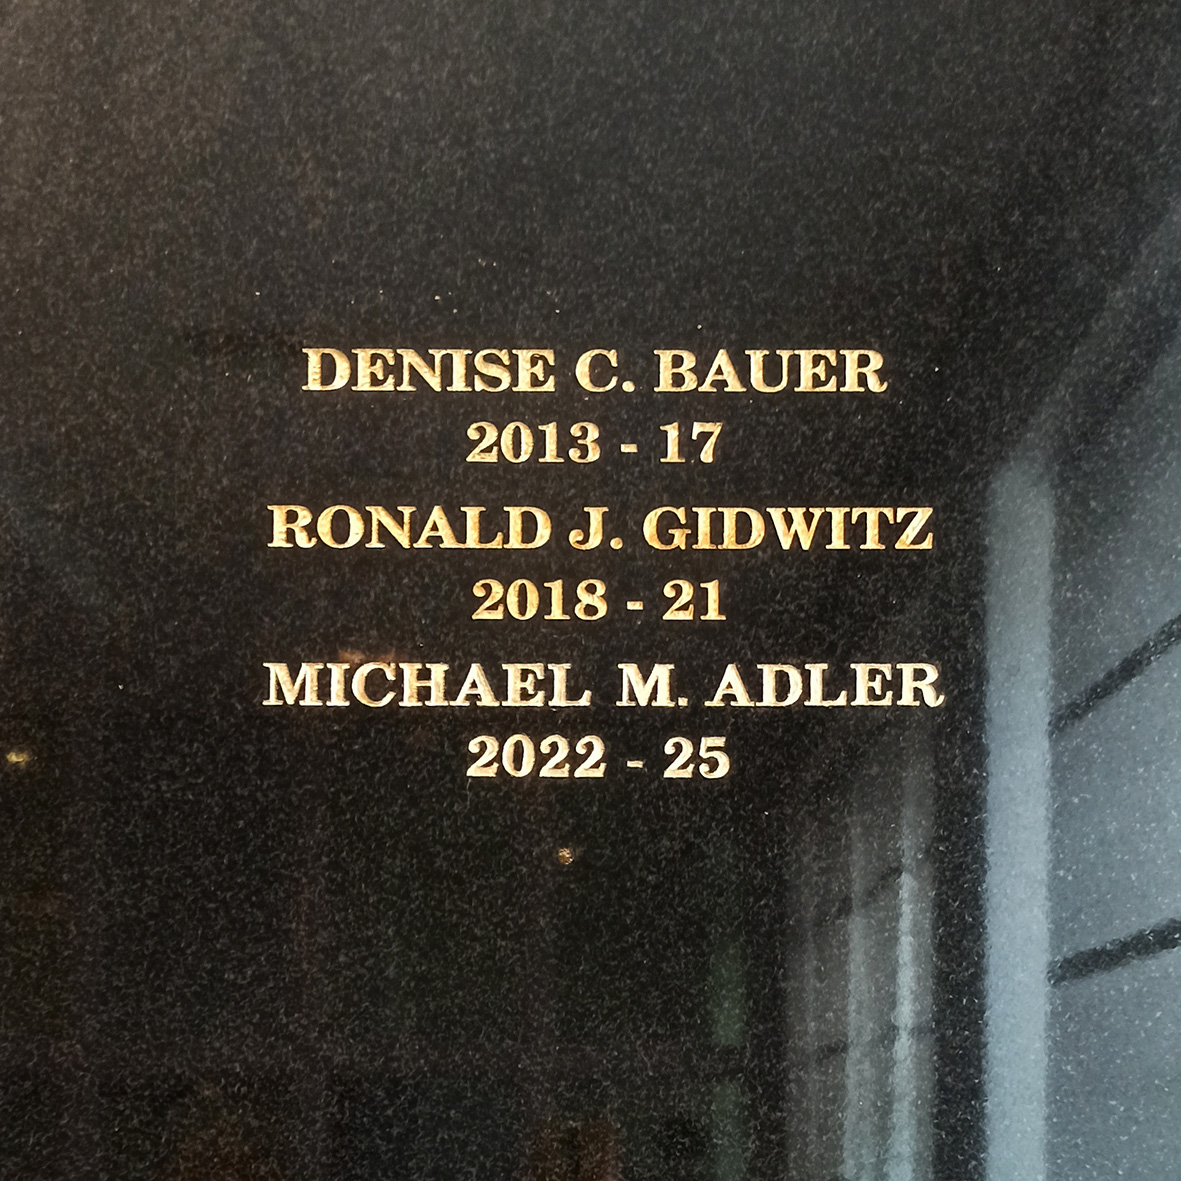 DENISE C. BAUER
2013 - 17
RONALD J. GIDWITZ
2018 - 21
MICHAEL M. ADLER
2022 - 25